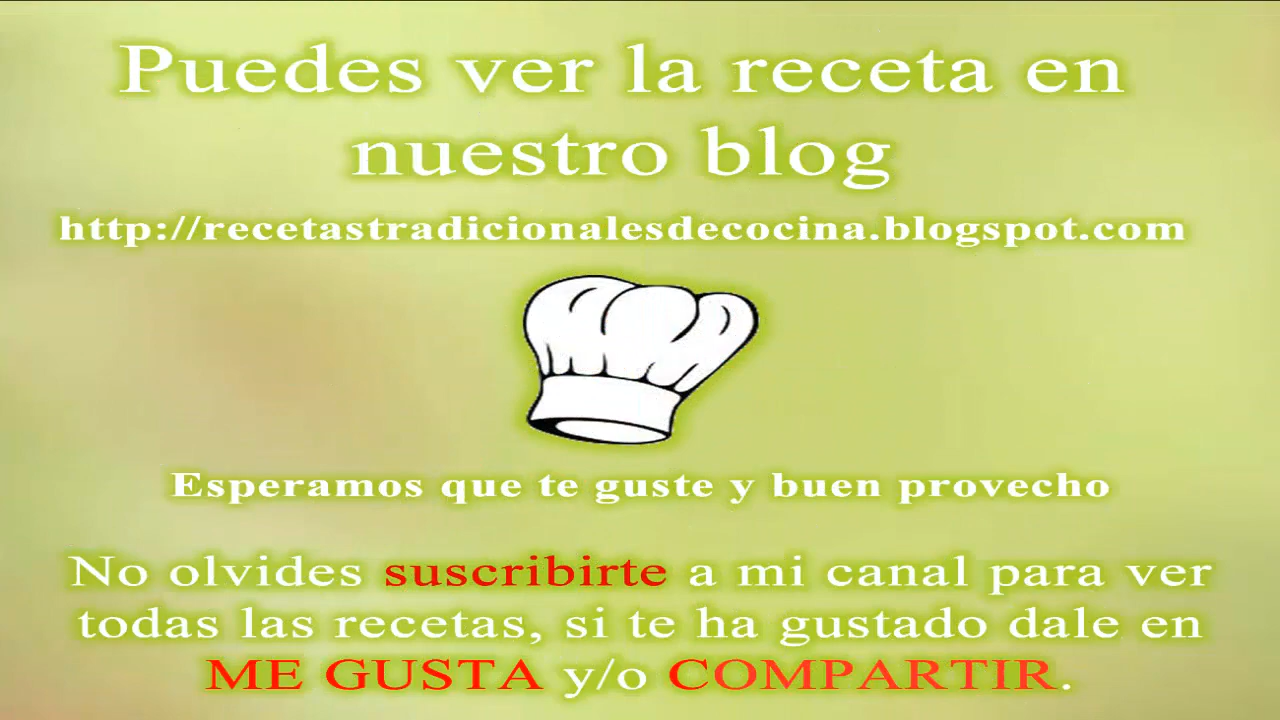 Puedes ver la receta en
nuestro blog
http://recetastradicionalesdecocina.blogspot.com
Esperamos que te guste y buen provecho
No olvides suscribirte a mi canal para ver
todas las recetas, si te ha gustado dale en
ME GUSTA y/o COMPARTIR.